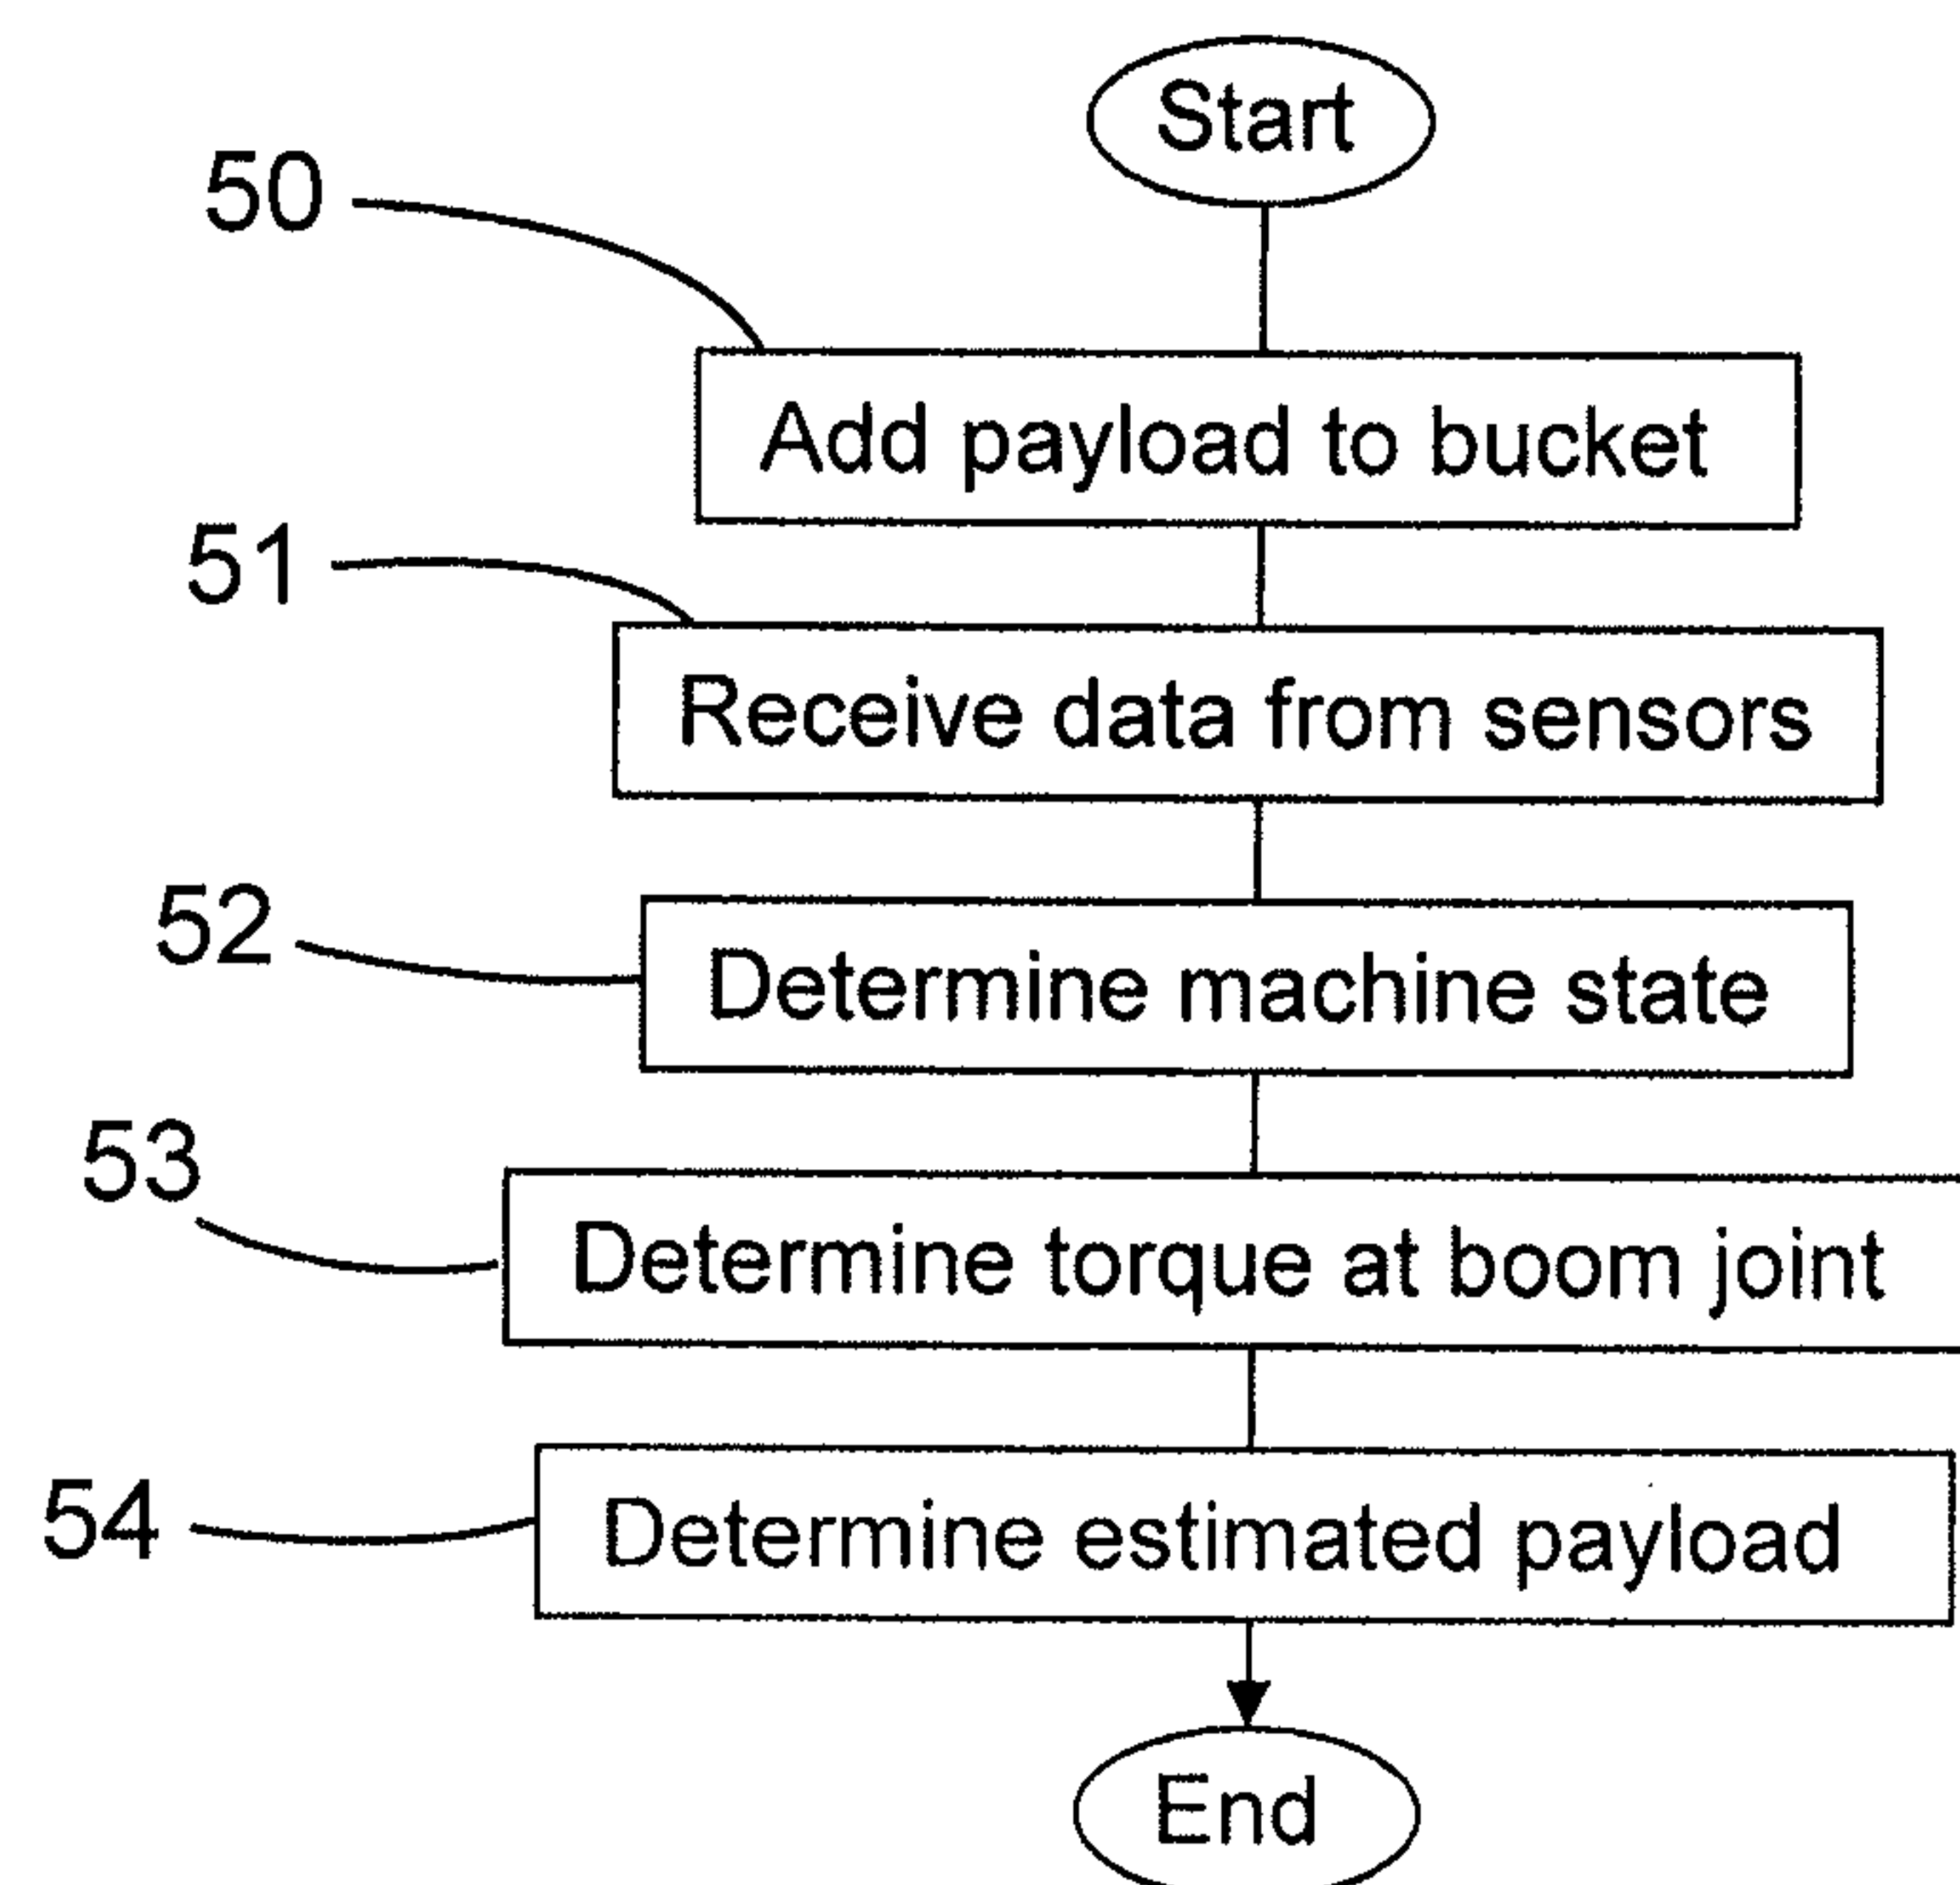 Start
50
Add payload to bucket
51
Receive data from sensors
52
Determine machine state
53
Determine torque at boom joint
54
Determine estimated payload
End